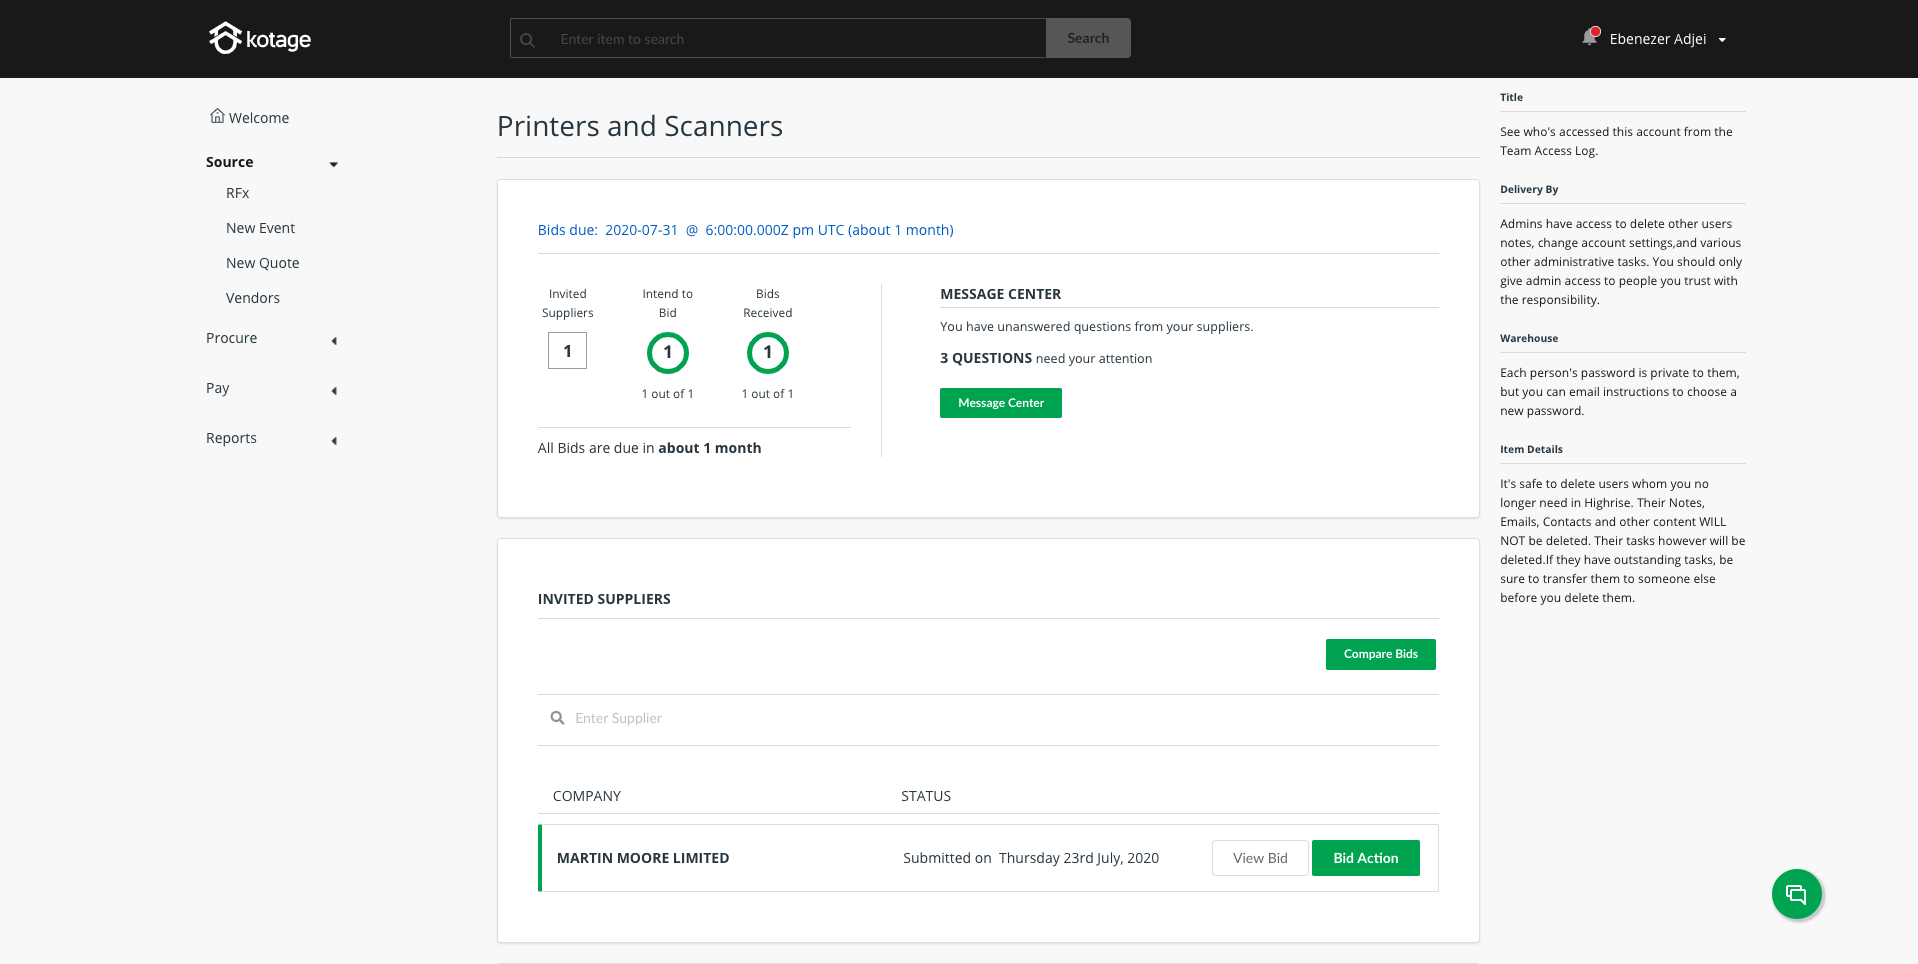 kotage
Enter item to search
Search
Ebenezer Adjei
Welcome
Source
RFx
New Event
New Quote
Vendors
Procure
Pay
Reports
Printers and Scanners
Bids due: 2020-07-31 @ 6:00:00.000Z pm UTC (about 1 month)
Invited
Suppliers
1
Intend to
Bid
1
1 out of 1
Bids
Received
1
1 out of 1
All Bids are due in about 1 month
MESSAGE CENTER
You have unanswered questions from your suppliers.
3 QUESTIONS need your attention
Message Center
INVITED SUPPLIERS
Compare Bids
Enter Supplier
COMPANY STATUS
MARTIN MOORE LIMITED Submitted on Thursday 23rd July, 2020 View Bid Bid Action
Title
See who's accessed this account from the
Team Access Log.
Delivery By
Admins have access to delete other users
notes, change account settings,and various
other administrative tasks. You should only
give admin access to people you trust with
the responsibility.
Warehouse
Each person's password is private to them,
but you can email instructions to choose a
new password.
Item Details
It's safe to delete users whom you no
longer need in Highrise. Their Notes,
Emails, Contacts and other content WILL
NOT be deleted. Their tasks however will be
deleted.If they have outstanding tasks, be
sure to transfer them to someone else
before you delete them.